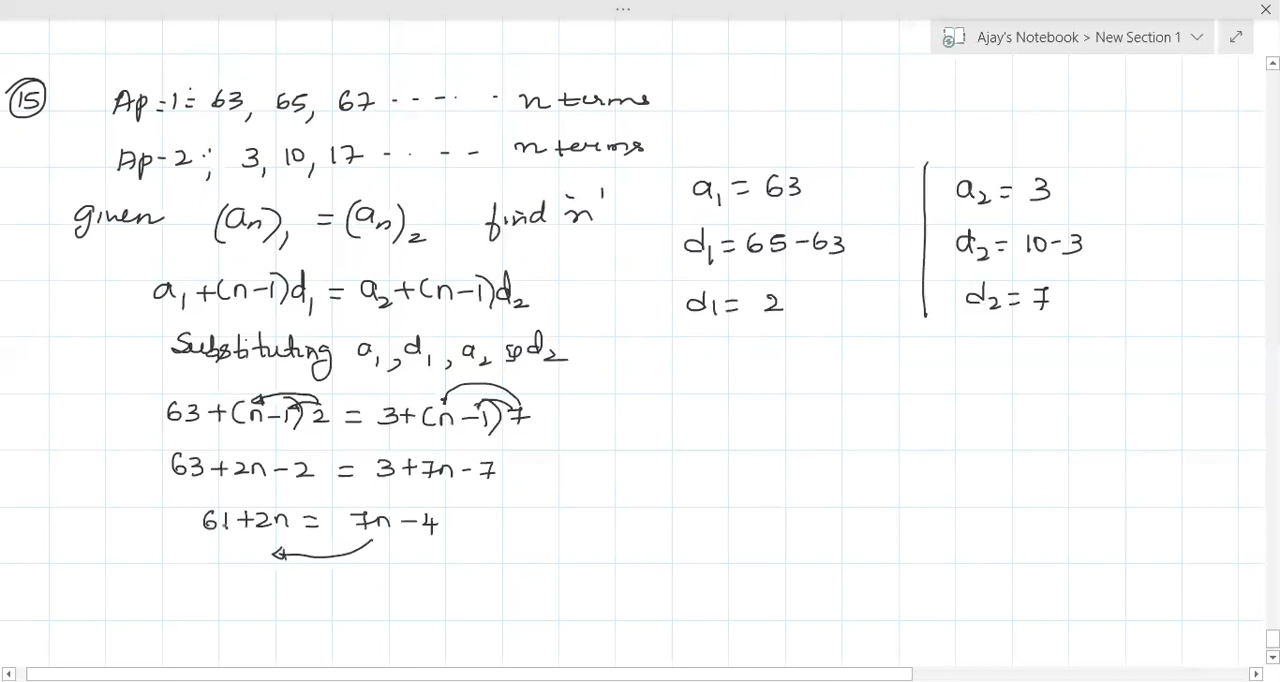 ...
Ajay's Notebook > New Section 1
15
Ap-1: 63, 65, 67 ..... n terms
Ap-2: 3, 10, 17 ..... n terms
given (an)1 = (an)2 find 'n'
a1 + (n-1)d1 = a2 + (n-1)d2
Substituting a1, d1, a2 & d2
63 + (n-1)2 = 3 + (n-1)7
63 + 2n - 2 = 3 + 7n - 7
61 + 2n = 7n - 4
a1 = 63
d1 = 65 - 63
d1 = 2
a2 = 3
d2 = 10 - 3
d2 = 7